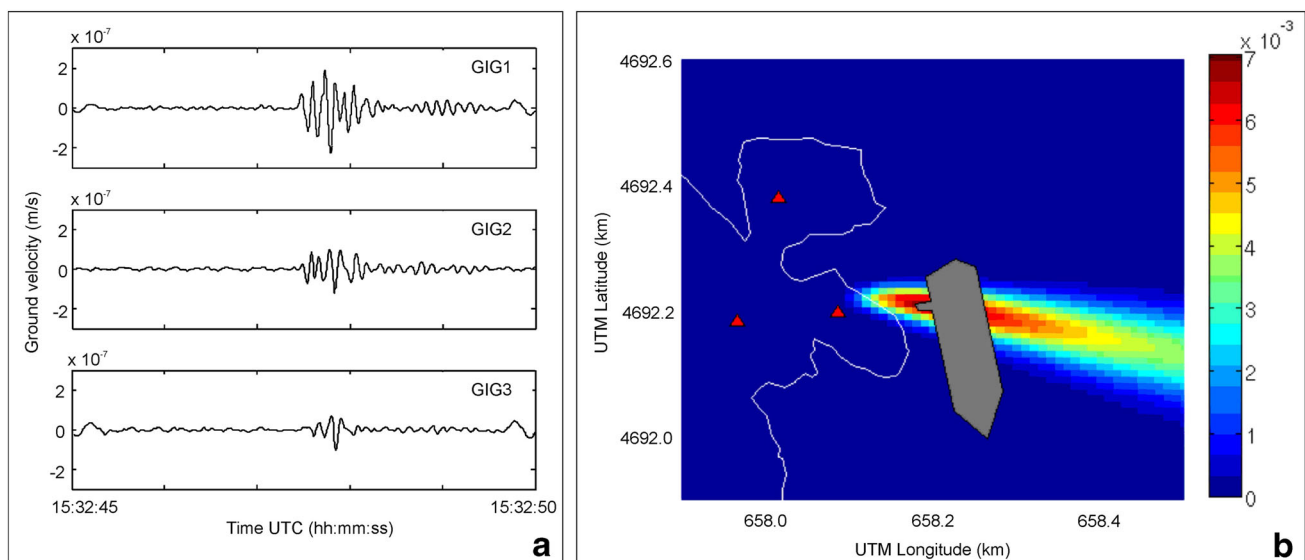 x 10-7
2
0
-2
GIG1
x 10-7
2
0
-2
GIG2
x 10-7
2
0
-2
GIG3
Ground velocity (m/s)
15:32:45
15:32:50
Time UTC (hh:mm:ss)
a
4692.6
4692.4
4692.2
4692.0
UTM Latitude (km)
658.0
658.2
658.4
UTM Longitude (km)
x 10-3
7
6
5
4
3
2
1
0
b